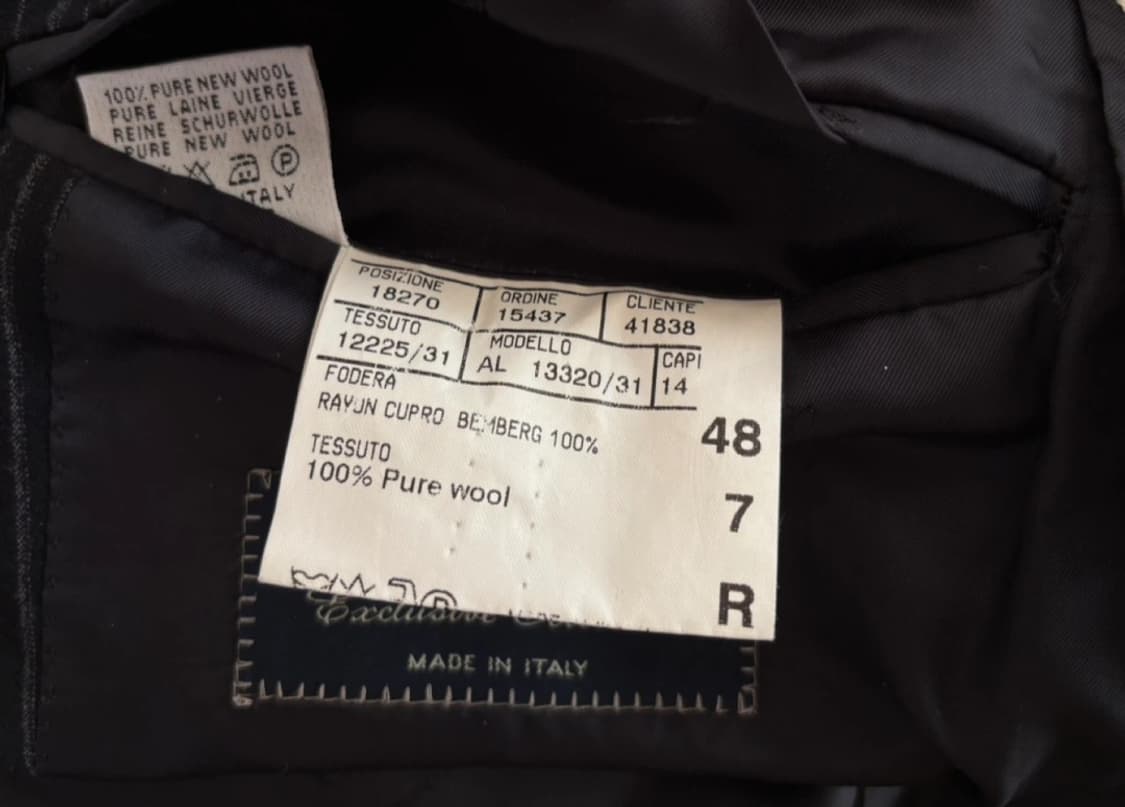 100% PURE NEW WOOL
PURE LAINE VIERGE
REINE SCHURWOLLE
PURE NEW WOOL
P
ITALY
POSIZIONE ORDINE CLIENTE
18270 15437 41838
TESSUTO MODELLO CAPI
12225/31 AL 13320/31 14
FODERA
RAYON CUPRO BEMBERG 100%
48
TESSUTO
100% Pure wool
7
R
Exclusive
MADE IN ITALY